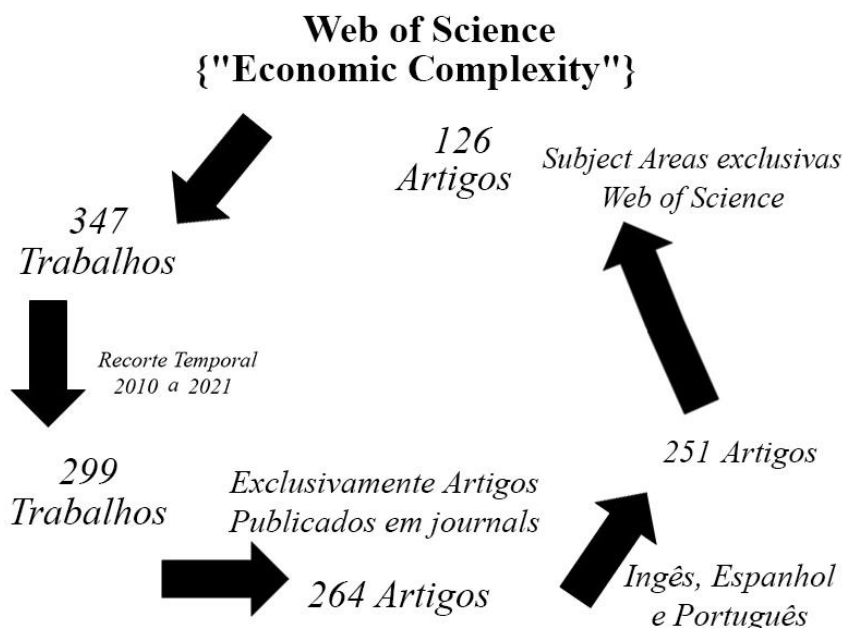 Web of Science
{"Economic Complexity"}
347
Trabalhos
Recorte Temporal
2010 a 2021
299
Trabalhos
Exclusivamente Artigos
Publicados em journals
264 Artigos
Ingês, Espanhol
e Português
251 Artigos
Subject Areas exclusivas
Web of Science
126
Artigos